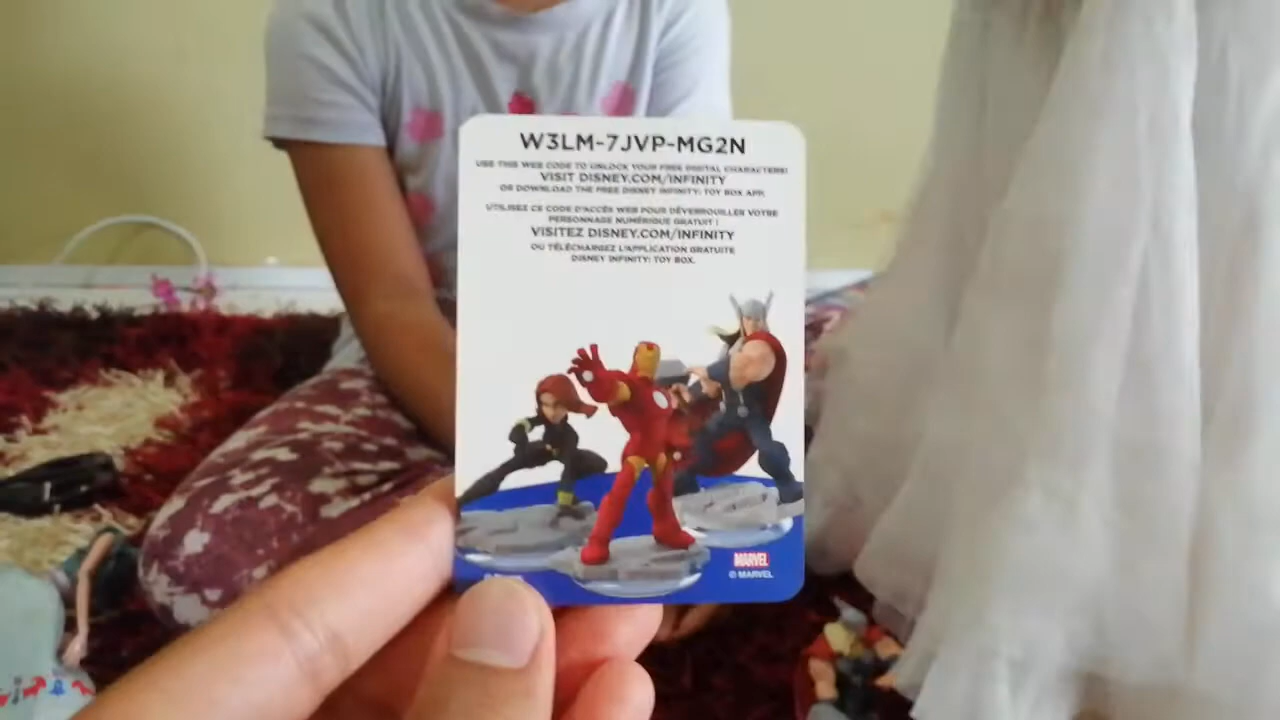 W3LM-7JVP-MG2N
USE THIS WEB CODE TO UNLOCK YOUR FREE DIGITAL CHARACTERS!
VISIT DISNEY.COM/INFINITY
OR DOWNLOAD THE FREE DISNEY INFINITY: TOY BOX APP.
UTILISEZ CE CODE D'ACCÈS WEB POUR DÉVERROUILLER VOTRE
PERSONNAGE NUMÉRIQUE GRATUIT !
VISITEZ DISNEY.COM/INFINITY
OU TÉLÉCHARGEZ L'APPLICATION GRATUITE
DISNEY INFINITY: TOY BOX.
MARVEL
© MARVEL